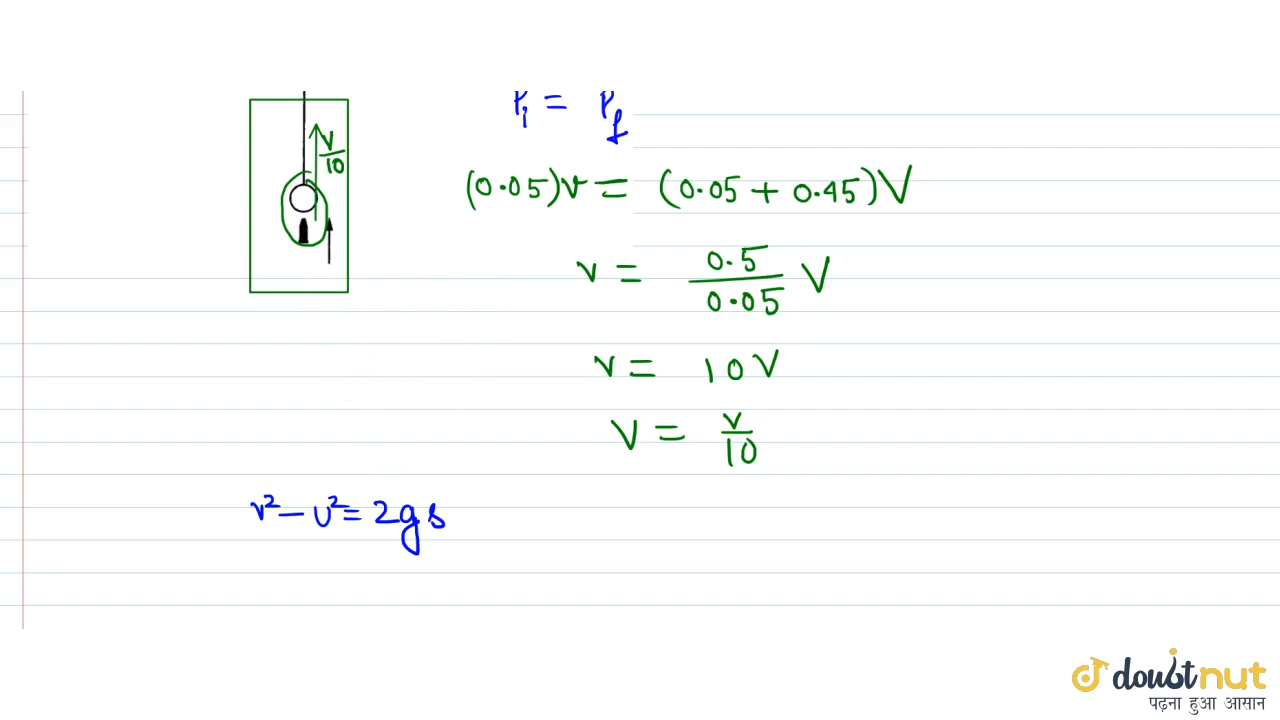 V/10
Pi = Pf
(0.05)v = (0.05 + 0.45)V
v = 0.5/0.05 V
v = 10V
V = v/10
v² - u² = 2gs
doubtnut
पढ़ना हुआ आसान